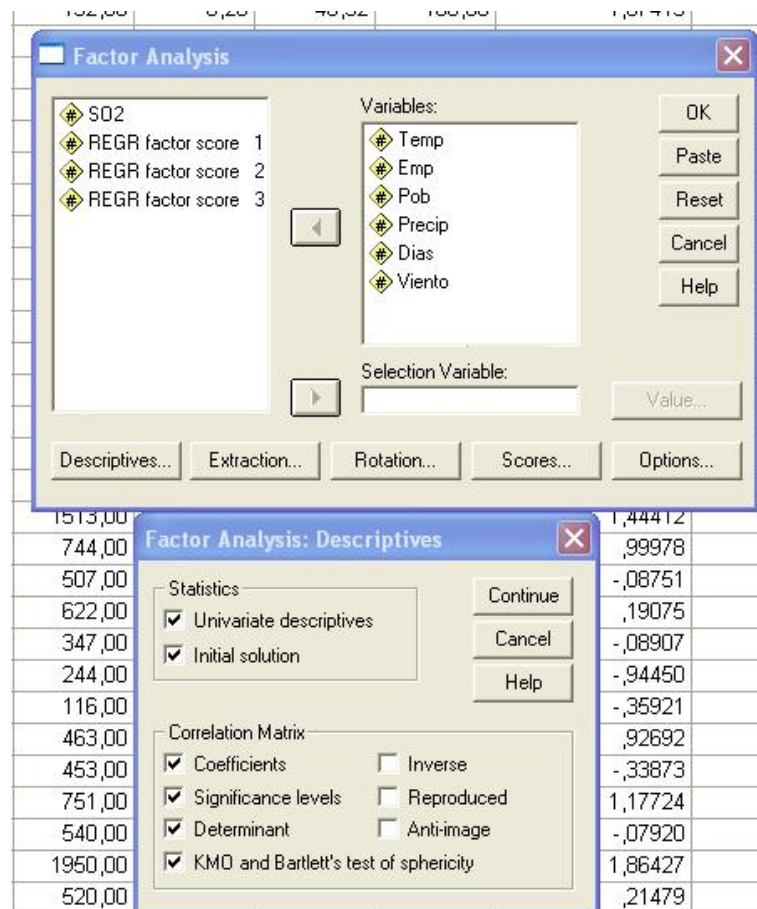 Factor Analysis
SO2
REGR factor score 1
REGR factor score 2
REGR factor score 3
Variables:
Temp
Emp
Pob
Precip
Dias
Viento
Selection Variable:
OK
Paste
Reset
Cancel
Help
Value...
Descriptives... Extraction... Rotation... Scores... Options...
1513,00 1,44412
744,00 ,99978
507,00 -,08751
622,00 ,19075
347,00 -,08907
244,00 -,94450
116,00 -,35921
463,00 ,92692
453,00 -,33873
751,00 1,17724
540,00 -,07920
1950,00 1,86427
520,00 ,21479
Factor Analysis: Descriptives
Statistics
Univariate descriptives
Initial solution
Continue
Cancel
Help
Correlation Matrix
Coefficients Inverse
Significance levels Reproduced
Determinant Anti-image
KMO and Bartlett's test of sphericity